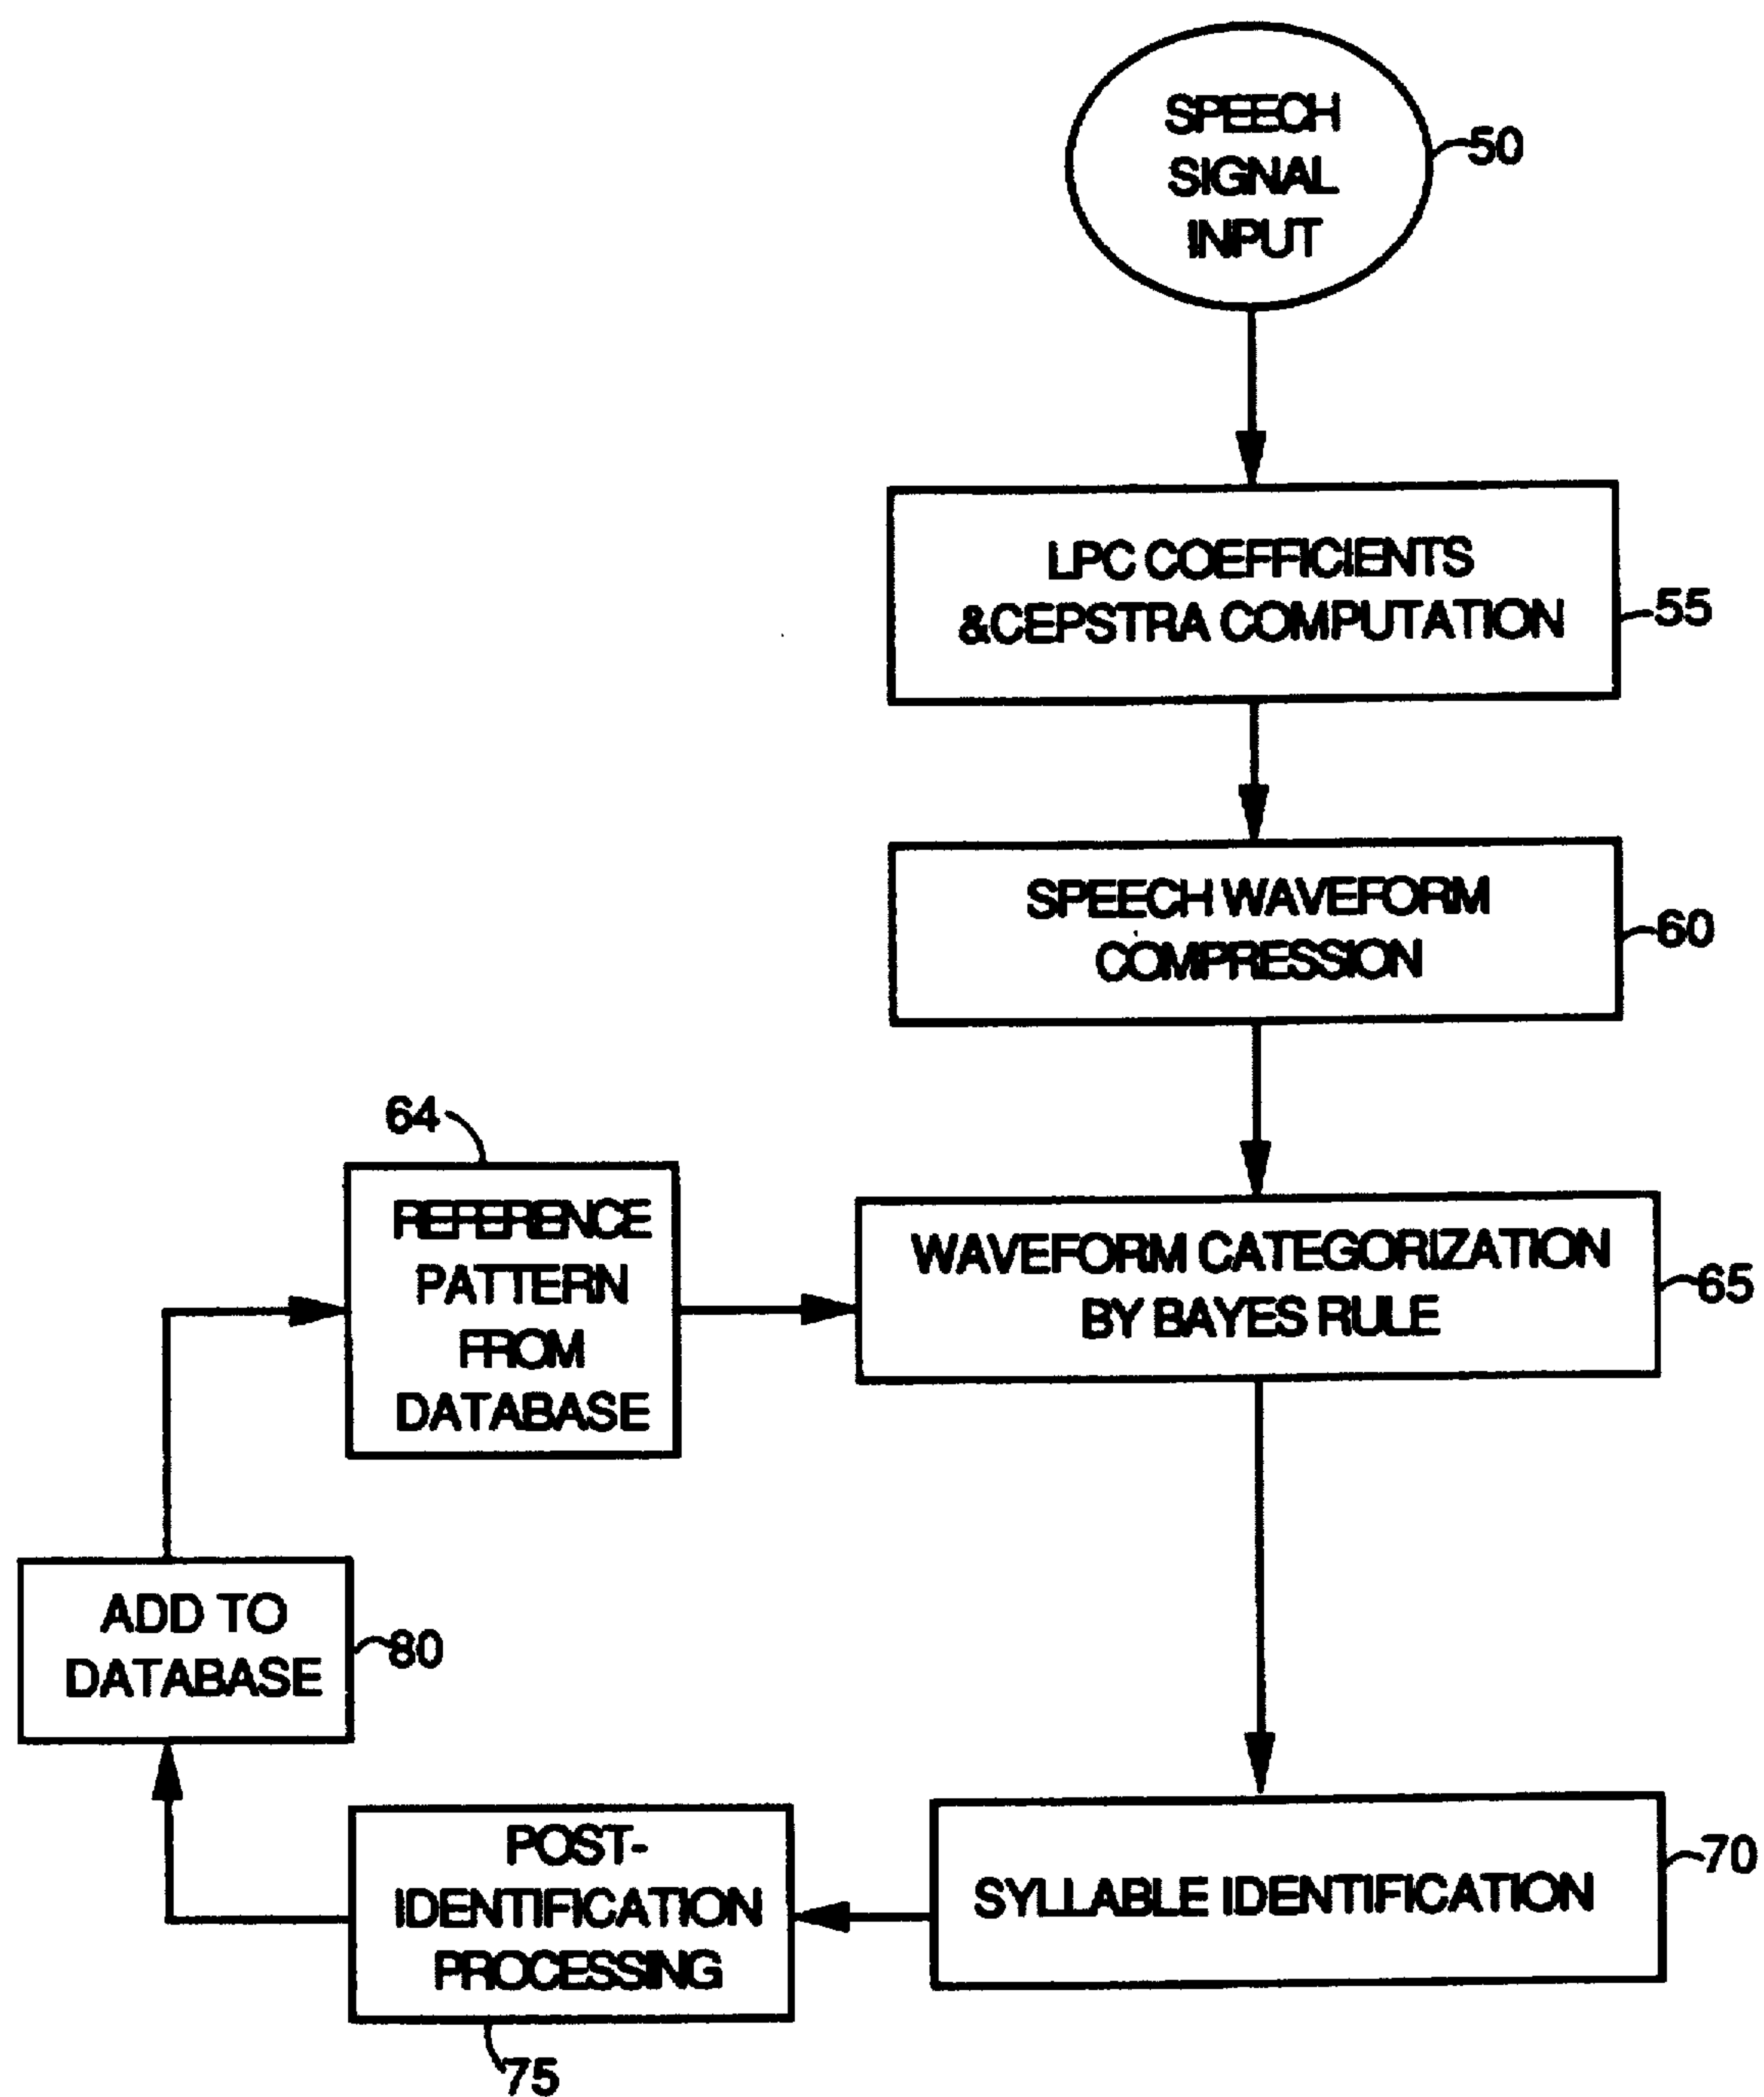 SPEECH
SIGNAL
INPUT
50
LPC COEFFICIENTS
&CEPSTRA COMPUTATION
55
SPEECH WAVEFORM
COMPRESSION
60
64
REFERENCE
PATTERN
FROM
DATABASE
WAVEFORM CATEGORIZATION
BY BAYES RULE
65
ADD TO
DATABASE
80
POST-
IDENTIFICATION
PROCESSING
75
SYLLABLE IDENTIFICATION
70